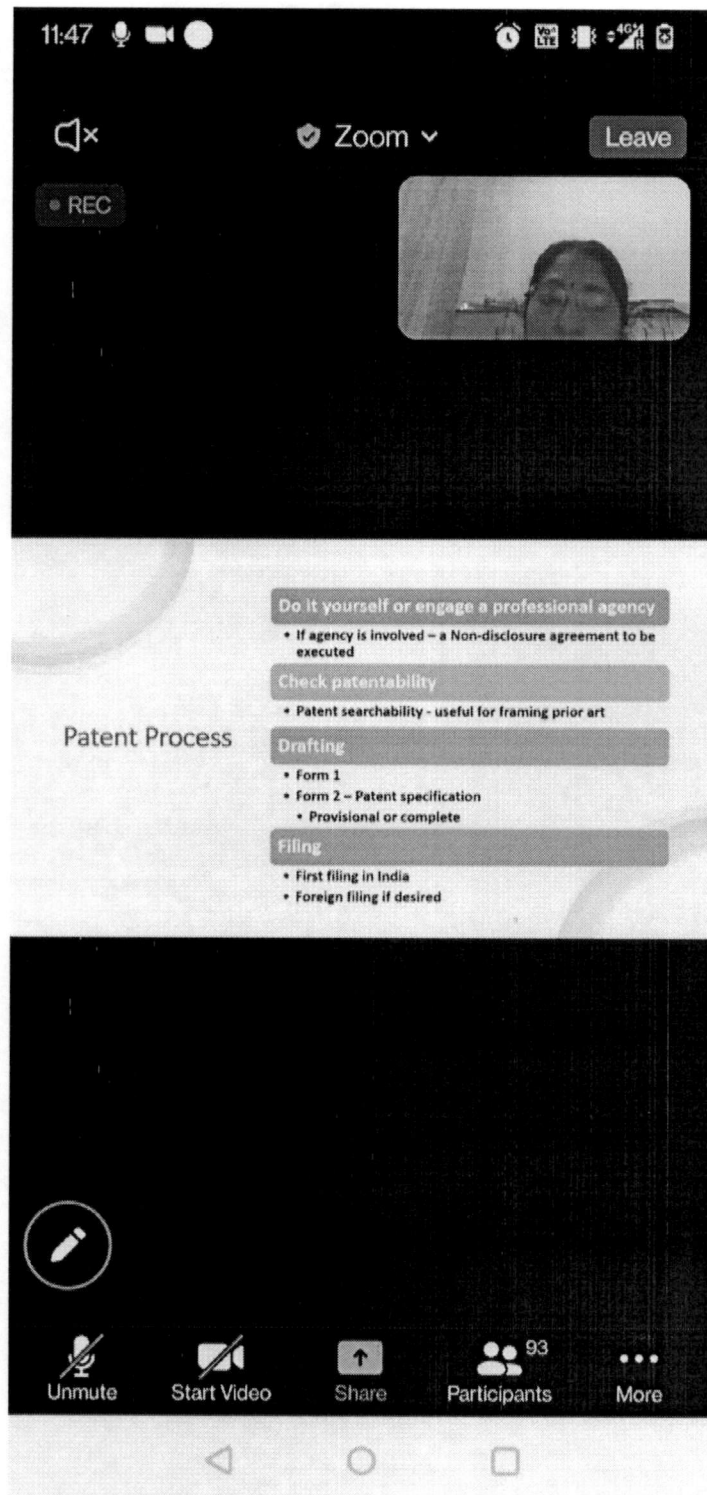 11:47
Vo LTE
4G+
R
Zoom
Leave
REC
Do it yourself or engage a professional agency
• If agency is involved – a Non-disclosure agreement to be
executed
Check patentability
• Patent searchability - useful for framing prior art
Patent Process
Drafting
• Form 1
• Form 2 – Patent specification
• Provisional or complete
Filing
• First filing in India
• Foreign filing if desired
93
Unmute
Start Video
Share
Participants
More